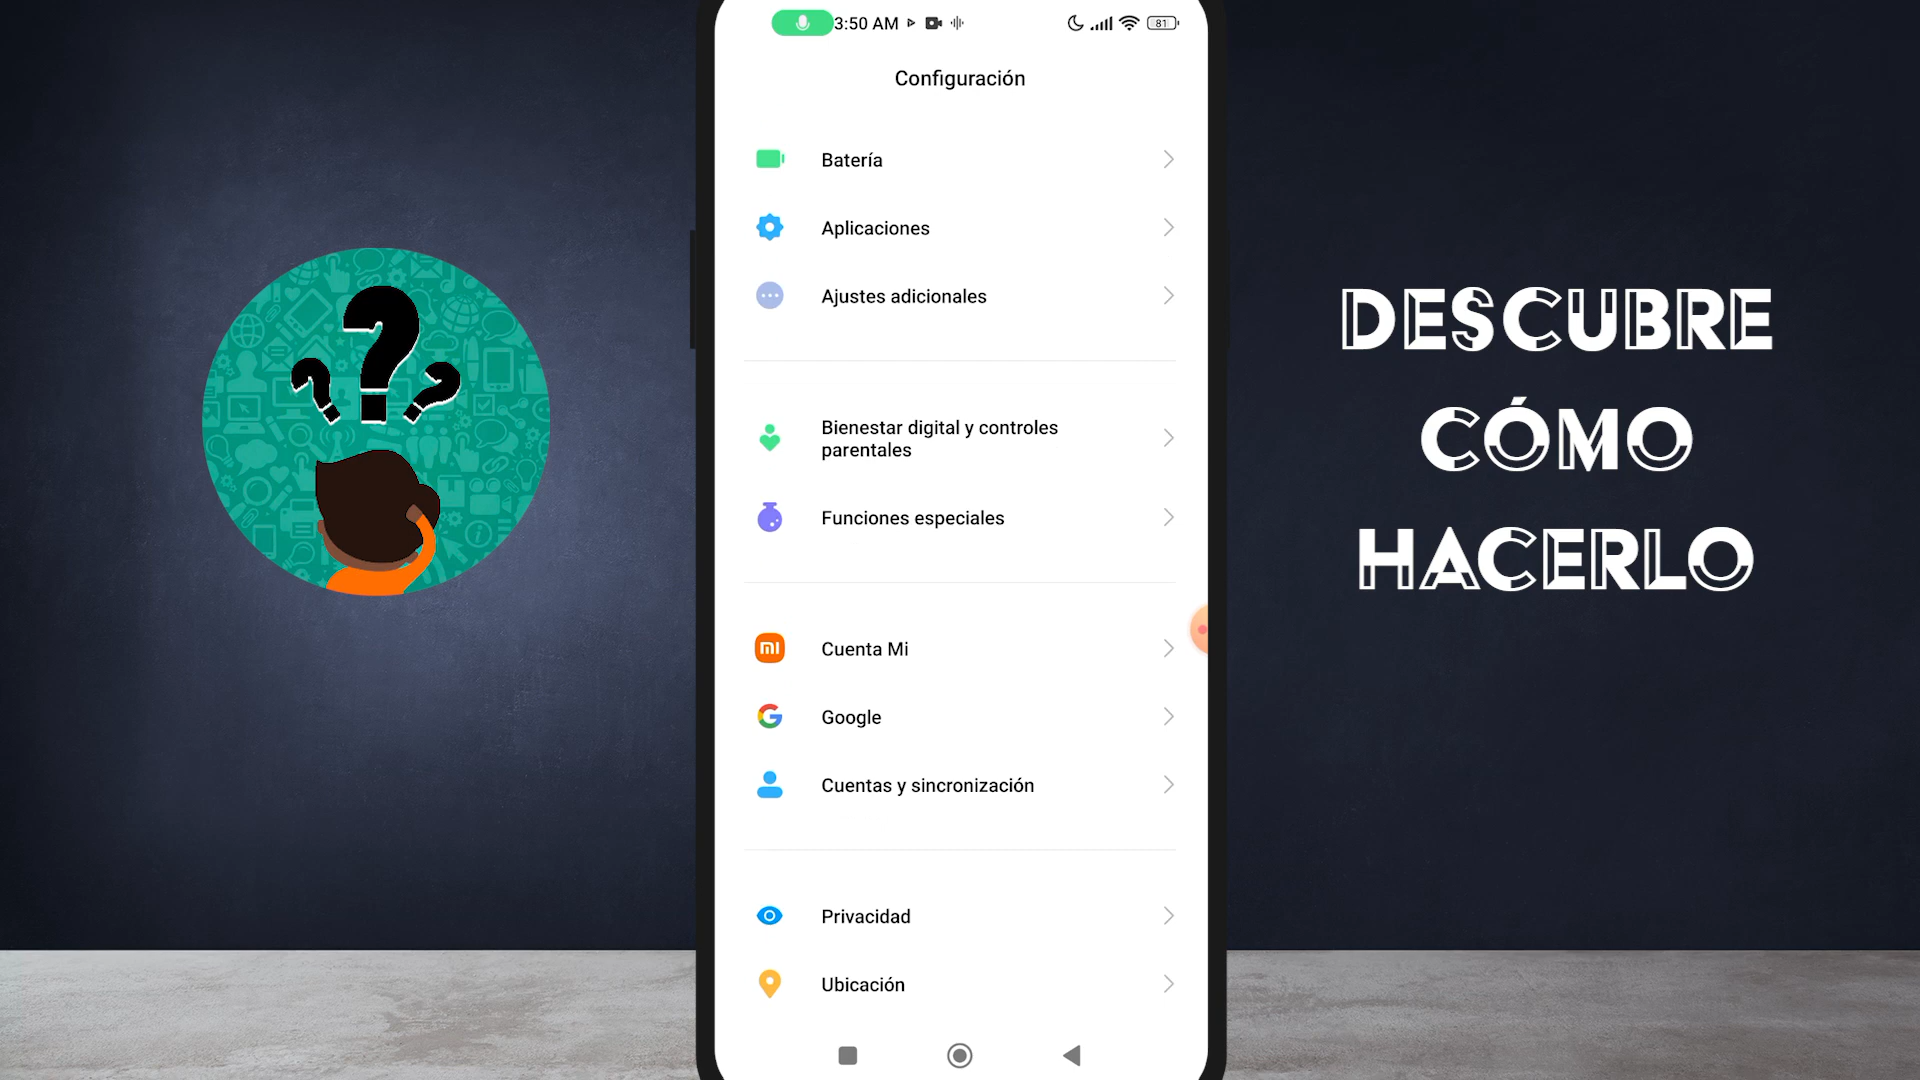 3:50 AM
81
Configuración
Batería
Aplicaciones
Ajustes adicionales
Bienestar digital y controles
parentales
Funciones especiales
Cuenta Mi
Google
Cuentas y sincronización
Privacidad
Ubicación
DESCUBRE
CÓMO
HACERLO